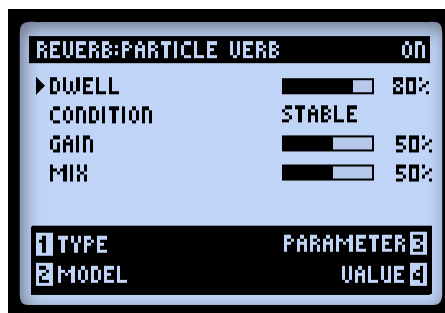 REVERB:PARTICLE VERB on
DWELL 80%
CONDITION STABLE
GAIN 50%
MIX 50%
1 TYPE PARAMETER 3
2 MODEL VALUE 4